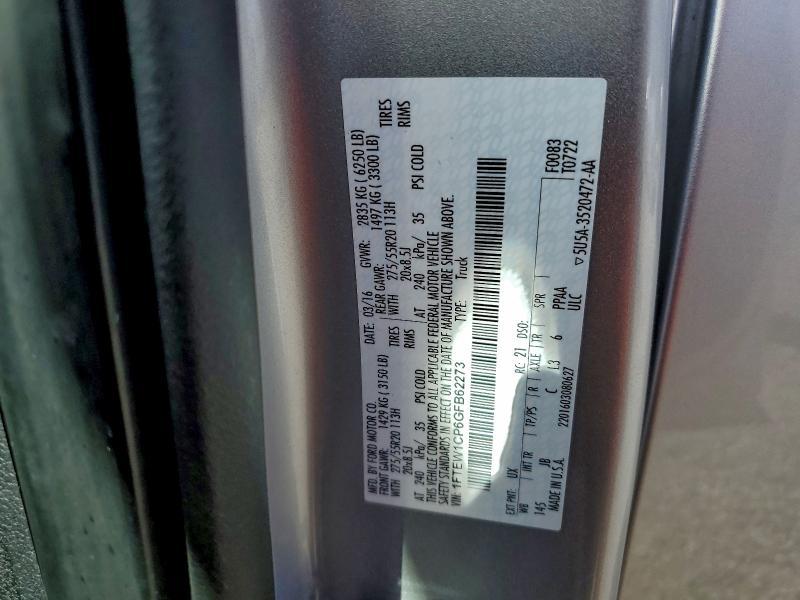 MFD. BY FORD MOTOR CO. DATE: 03/16 GVWR: 2835 KG ( 6250 LB)
FRONT GAWR: 1429 KG ( 3150 LB) REAR GAWR: 1497 KG ( 3300 LB)
WITH 275/55R20 113H TIRES WITH 275/55R20 113H TIRES
20x8.5J RIMS 20x8.5J RIMS
AT 240 kPa/ 35 PSI COLD AT 240 kPa/ 35 PSI COLD
THIS VEHICLE CONFORMS TO ALL APPLICABLE FEDERAL MOTOR VEHICLE
SAFETY STANDARDS IN EFFECT ON THE DATE OF MANUFACTURE SHOWN ABOVE.
VIN: 1FTEW1CP6GFB62273 TYPE: Truck
EXT PNT: UX RC: 21 DSO: F0083
WB INT TR TP/PS R AXLE TR SPR T0722
145 JB C L3 6 PPAA
MADE IN U.S.A. 2201603080627 ULC
▽5U5A-3520472-AA